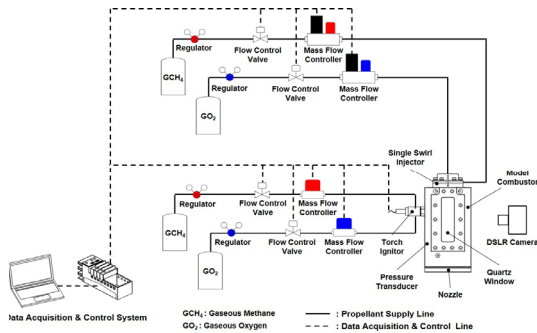 Regulator
Flow Control
Valve
Mass Flow
Controller
GCH4
Regulator
Flow Control
Valve
Mass Flow
Controller
GO2
Single Swirl
Injector
Model
Combustor
Regulator
Flow Control
Valve
Mass Flow
Controller
GCH4
Regulator
Flow Control
Valve
Mass Flow
Controller
GO2
Torch
Ignitor
DSLR Camera
Pressure
Transducer
Quartz
Window
Nozzle
Data Acquisition & Control System
GCH4 : Gaseous Methane
GO2 : Gaseous Oxygen
: Propellant Supply Line
: Data Acquisition & Control Line